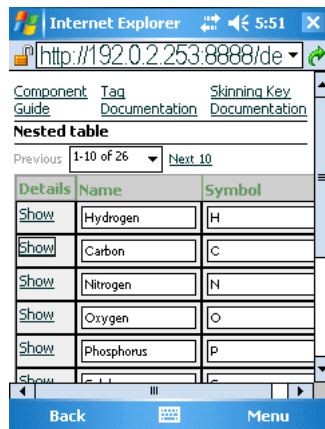 Internet Explorer 5:51
http://192.0.2.253:8888/de
Component Guide Tag Documentation Skinning Key Documentation
Nested table
Previous 1-10 of 26 Next 10
Details Name Symbol
Show Hydrogen H
Show Carbon C
Show Nitrogen N
Show Oxygen O
Show Phosphorus P
Show
Back Menu